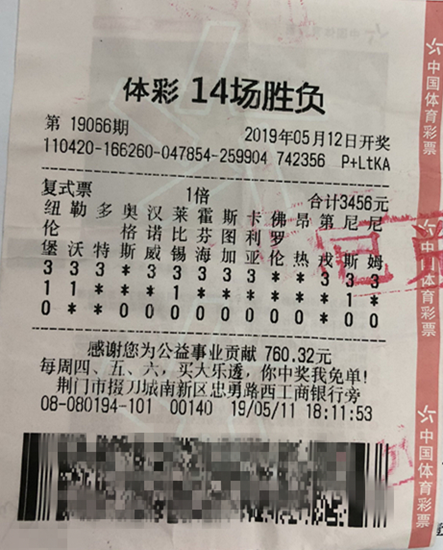 体彩 14场胜负
第 19066期 2019年05月12日开奖
110420-166260-047854-259904 742356 P+LtKA
复式票 1倍 合计3456元
纽 勒 多 奥 汉 莱 霍 斯 卡 佛 昂 第 尼 尼
伦 格 诺 比 芬 图 利 罗
堡 沃 特 斯 威 锡 海 加 亚 伦 热 戎 斯 姆
3 3 3 * 3 3 3 3 * * * 3 3 3
1 1 * * * 1 * * * * * * 1 *
0 * * 0 0 0 0 0 0 0 0 0 0 0
感谢您为公益事业贡献 760.32元
每周四、五、六，买大乐透，你中奖我免单！
荆门市掇刀城南新区忠勇路西工商银行旁
08-080194-101 00140 19/05/11 18:11:53
中国体育彩票
中国体育彩票
中国体育彩票